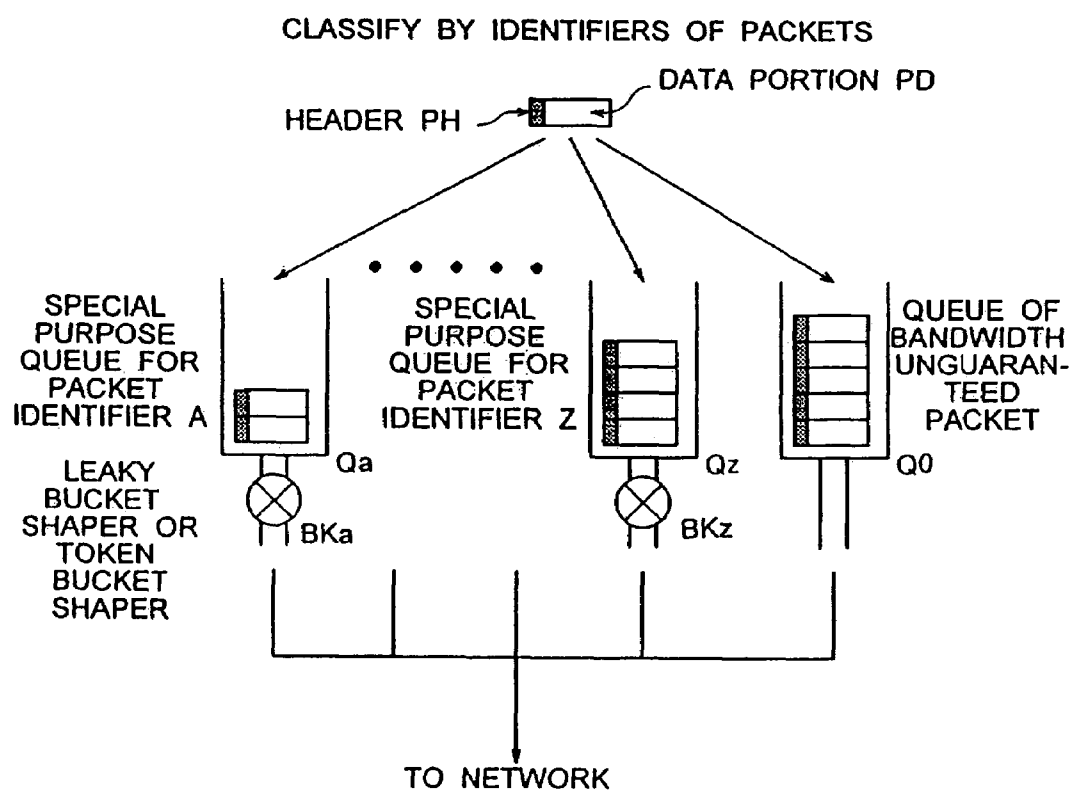 CLASSIFY BY IDENTIFIERS OF PACKETS
DATA PORTION PD
HEADER PH
SPECIAL
PURPOSE
QUEUE FOR
PACKET
IDENTIFIER A
SPECIAL
PURPOSE
QUEUE FOR
PACKET
IDENTIFIER Z
QUEUE OF
BANDWIDTH
UNGUARAN-
TEED
PACKET
Qa
Qz
Q0
LEAKY
BUCKET
SHAPER OR
TOKEN
BUCKET
SHAPER
BKa
BKz
TO NETWORK